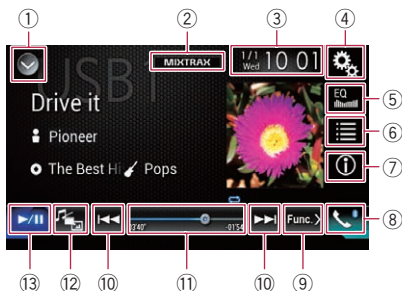 ① ② ③ ④
USB1
MIXTRAX
1/1 Wed 10 01
EQ
⑤
Drive it
⑥
Pioneer
⑦
The Best Hi Pops
3'40" -01'54"
Func.
⑧
⑬ ⑫ ⑩ ⑪ ⑩ ⑨